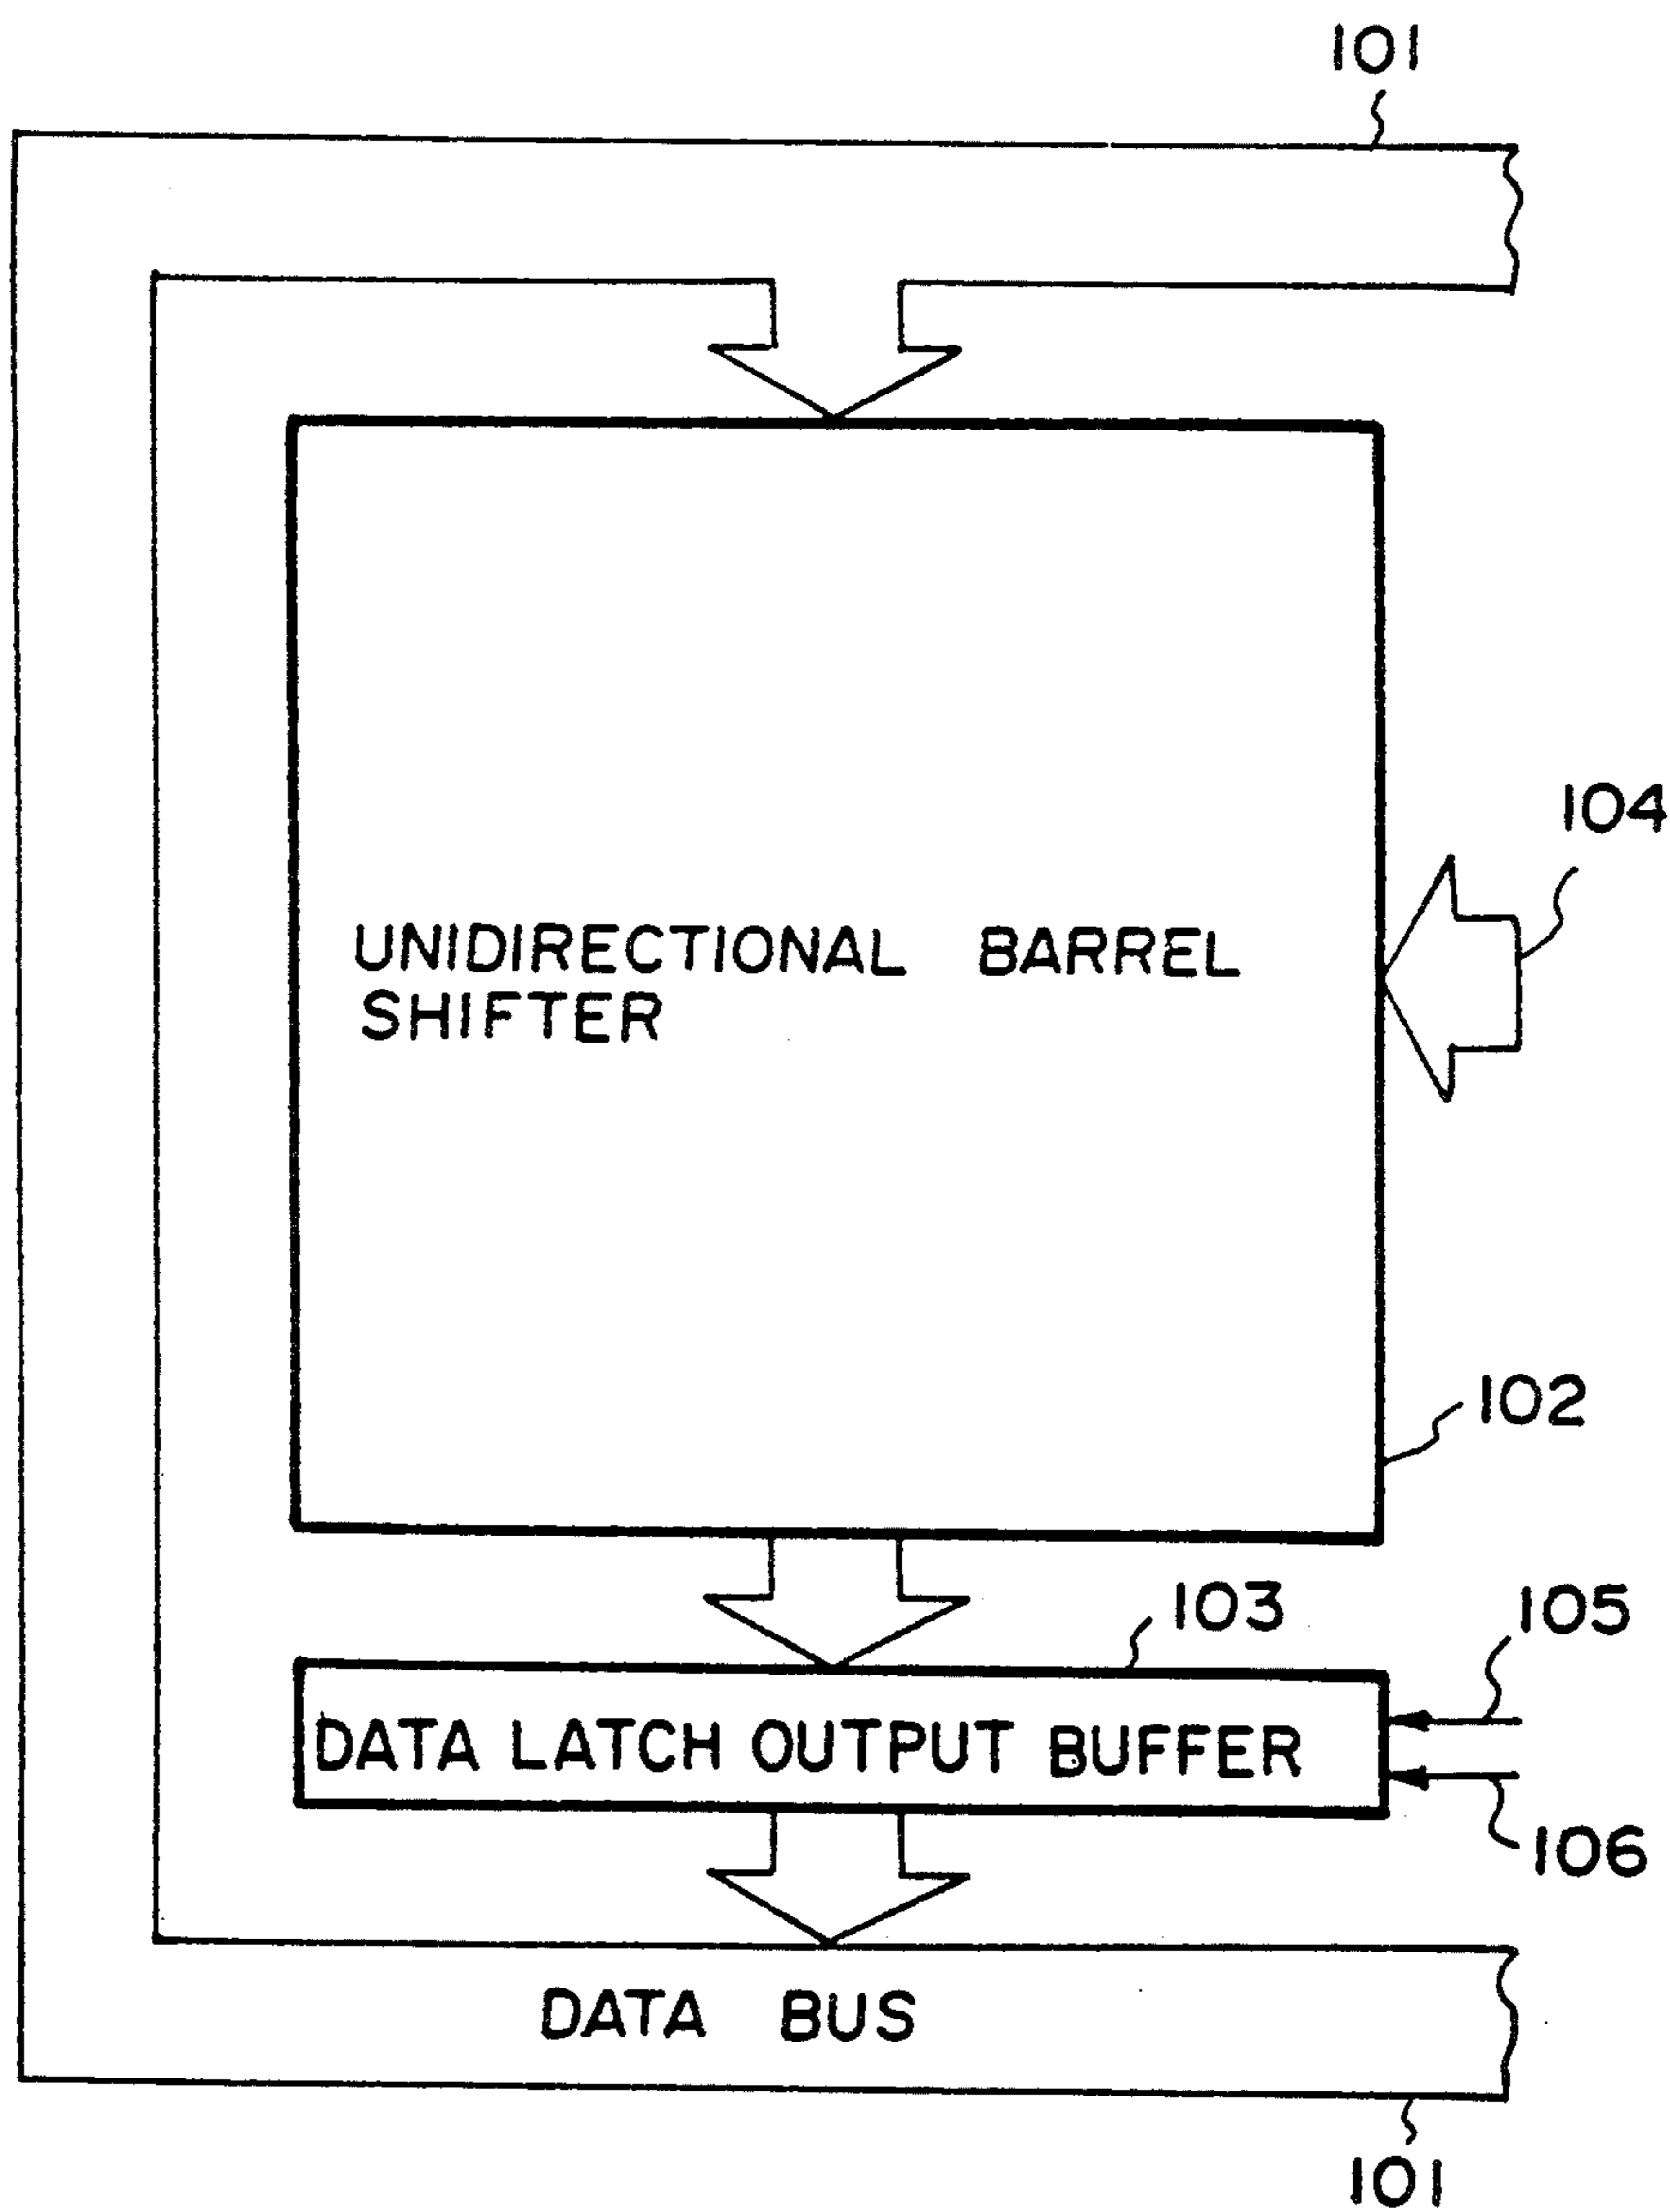 101
104
UNIDIRECTIONAL BARREL
SHIFTER
102
103
105
DATA LATCH OUTPUT BUFFER
106
DATA BUS
101